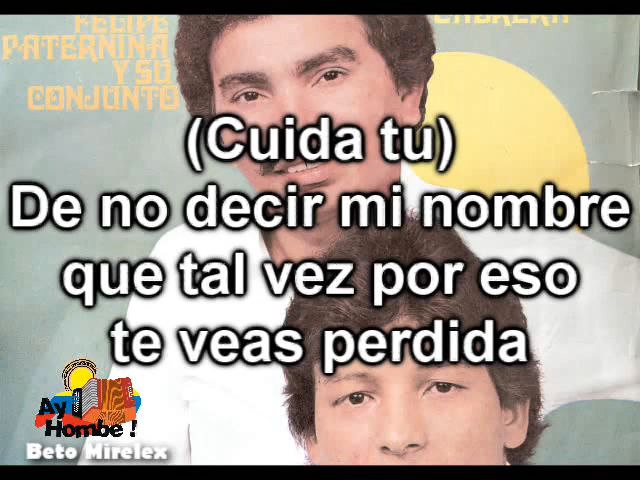 FELIPE
PATERNINA
Y SU
CONJUNTO
CABRERA
(Cuida tu)
De no decir mi nombre
que tal vez por eso
te veas perdida
Ay
Hombe !
Beto Mirelex